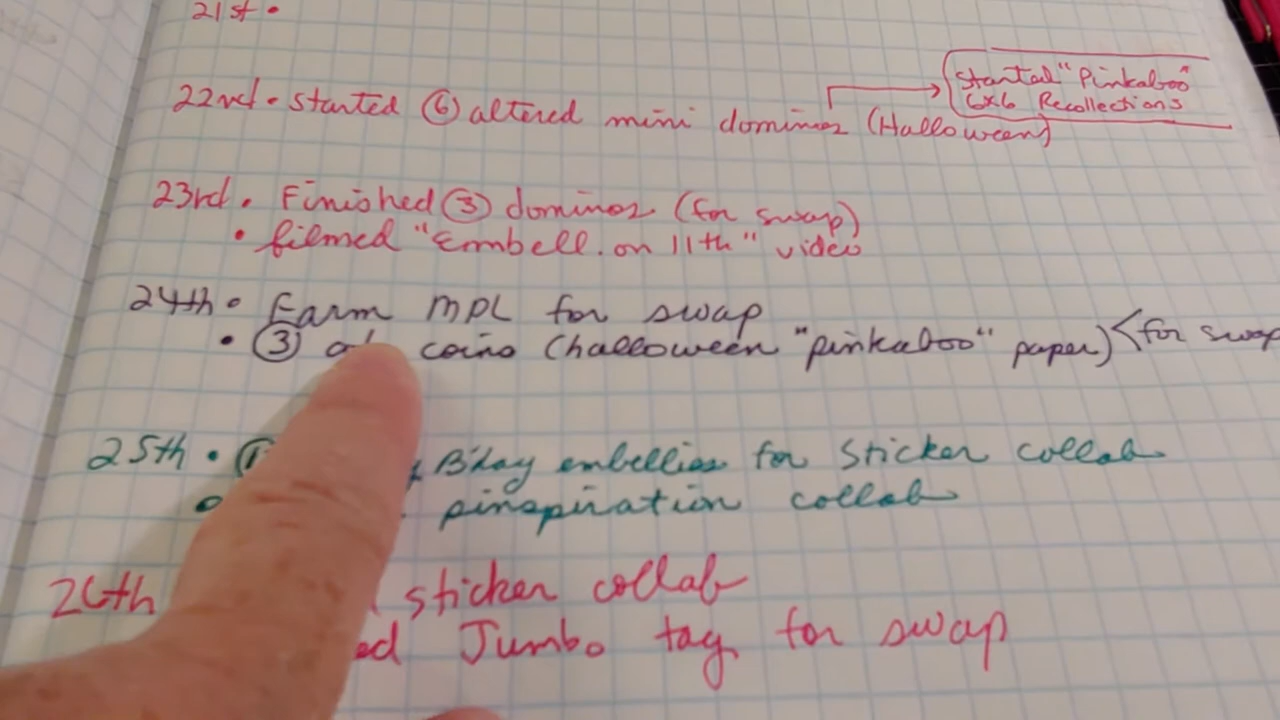 21st •
22nd • started ⑥ altered mini dominos (Halloween)
Started "Pinkaboo"
6x6 Recollections
23rd. Finished ③ dominos (for swap)
• filmed "Embell. on 11th" video
24th • Farm MPL for swap
• ③ coins (halloween "pinkaboo" paper) <for swap
25th • B'day embellies for Sticker collab
pinspiration collab
26th sticker collab
Jumbo tag for swap